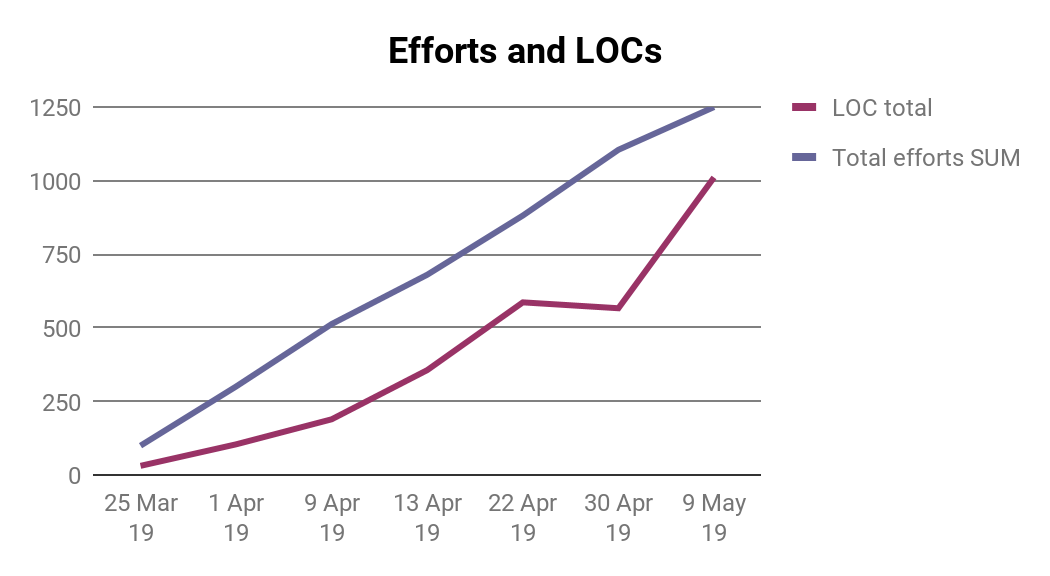 Efforts and LOCs
1250
1000
750
500
250
0
LOC total
Total efforts SUM
25 Mar 1 Apr 9 Apr 13 Apr 22 Apr 30 Apr 9 May
19 19 19 19 19 19 19